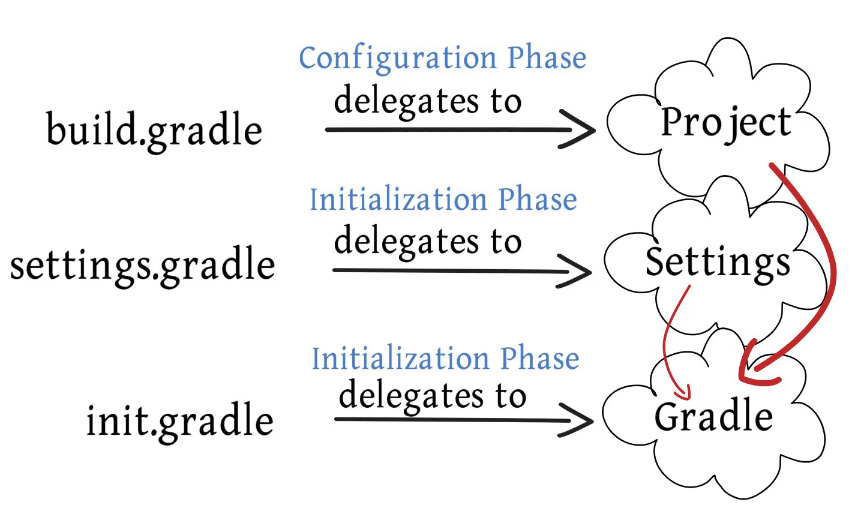 Configuration Phase
build.gradle delegates to Project
Initialization Phase
settings.gradle delegates to Settings
Initialization Phase
init.gradle delegates to Gradle